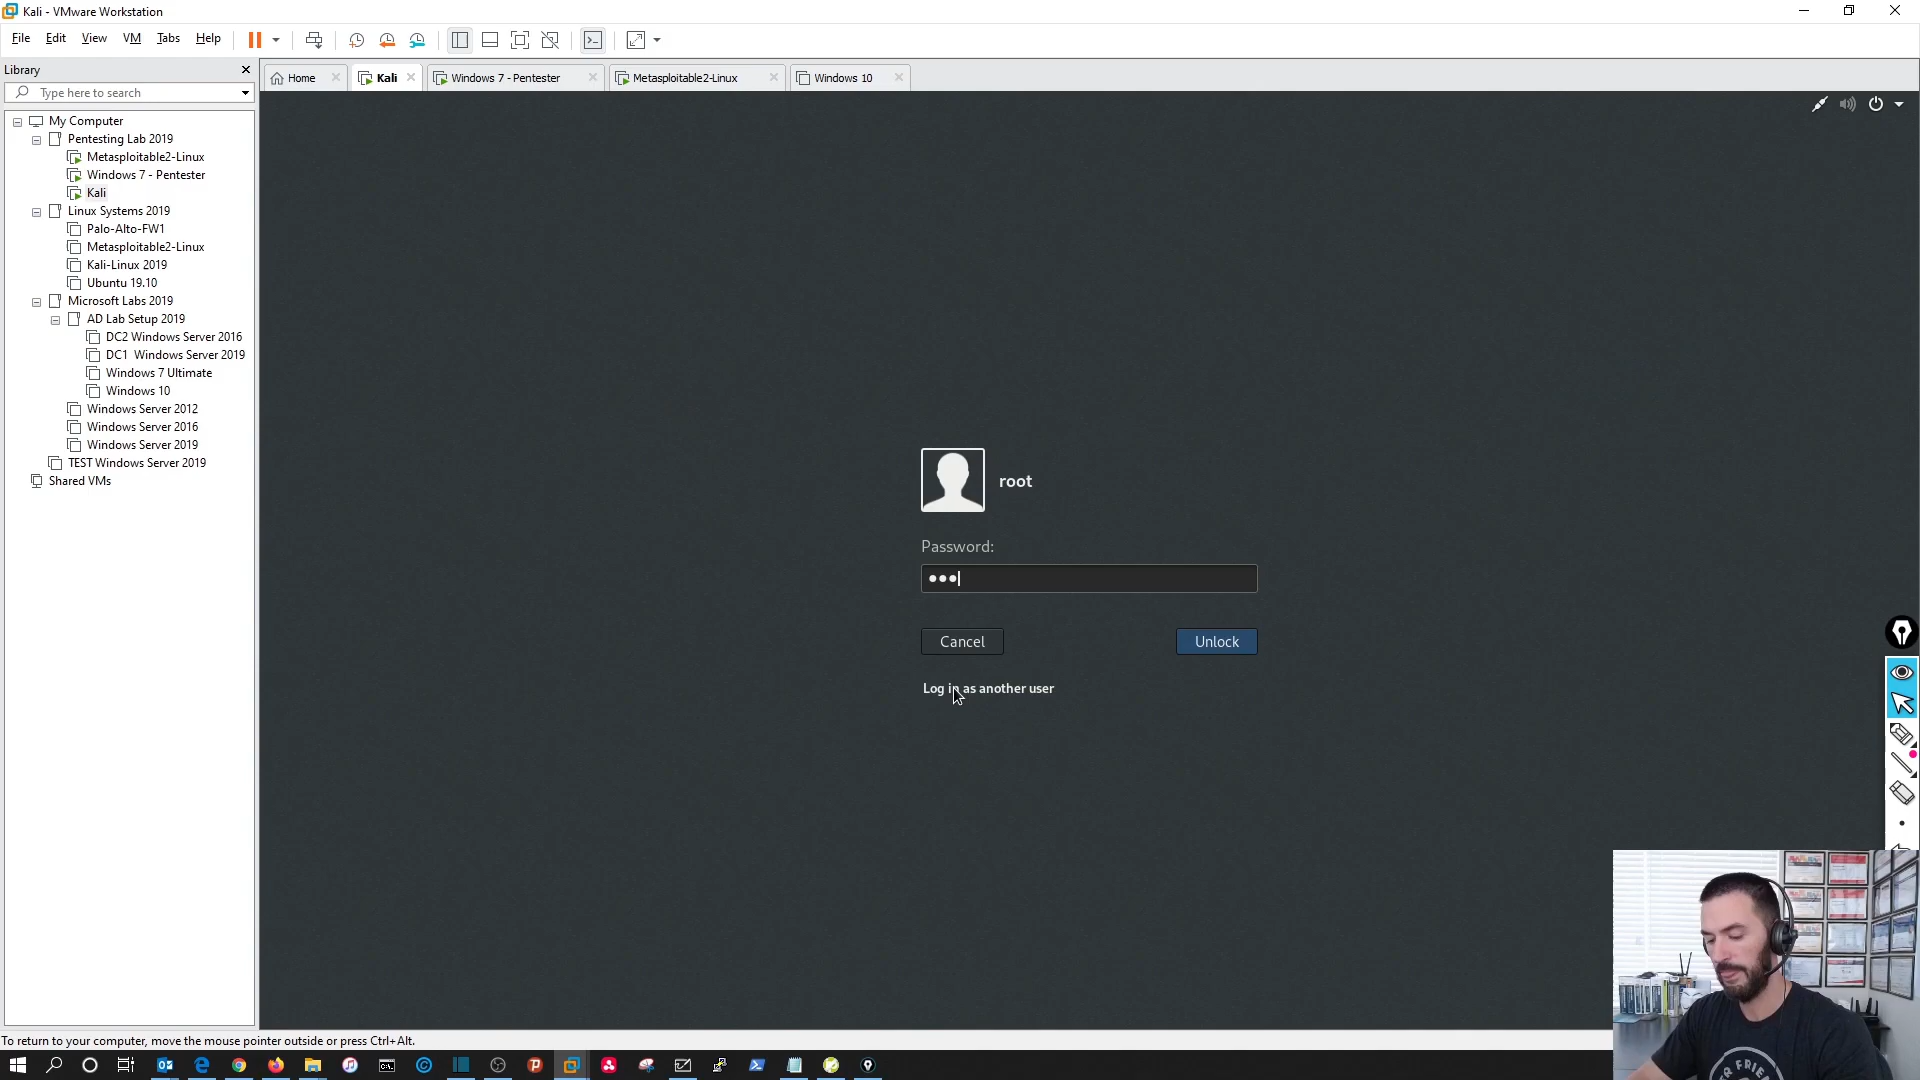 Kali - VMware Workstation
File Edit View VM Tabs Help
Library
Type here to search
Home
Kali
Windows 7 - Pentester
Metasploitable2-Linux
Windows 10
My Computer
Pentesting Lab 2019
Metasploitable2-Linux
Windows 7 - Pentester
Kali
Linux Systems 2019
Palo-Alto-FW1
Metasploitable2-Linux
Kali-Linux 2019
Ubuntu 19.10
Microsoft Labs 2019
AD Lab Setup 2019
DC2 Windows Server 2016
DC1 Windows Server 2019
Windows 7 Ultimate
Windows 10
Windows Server 2012
Windows Server 2016
Windows Server 2019
TEST Windows Server 2019
Shared VMs
root
Password:
Cancel
Unlock
Log in as another user
To return to your computer, move the mouse pointer outside or press Ctrl+Alt.